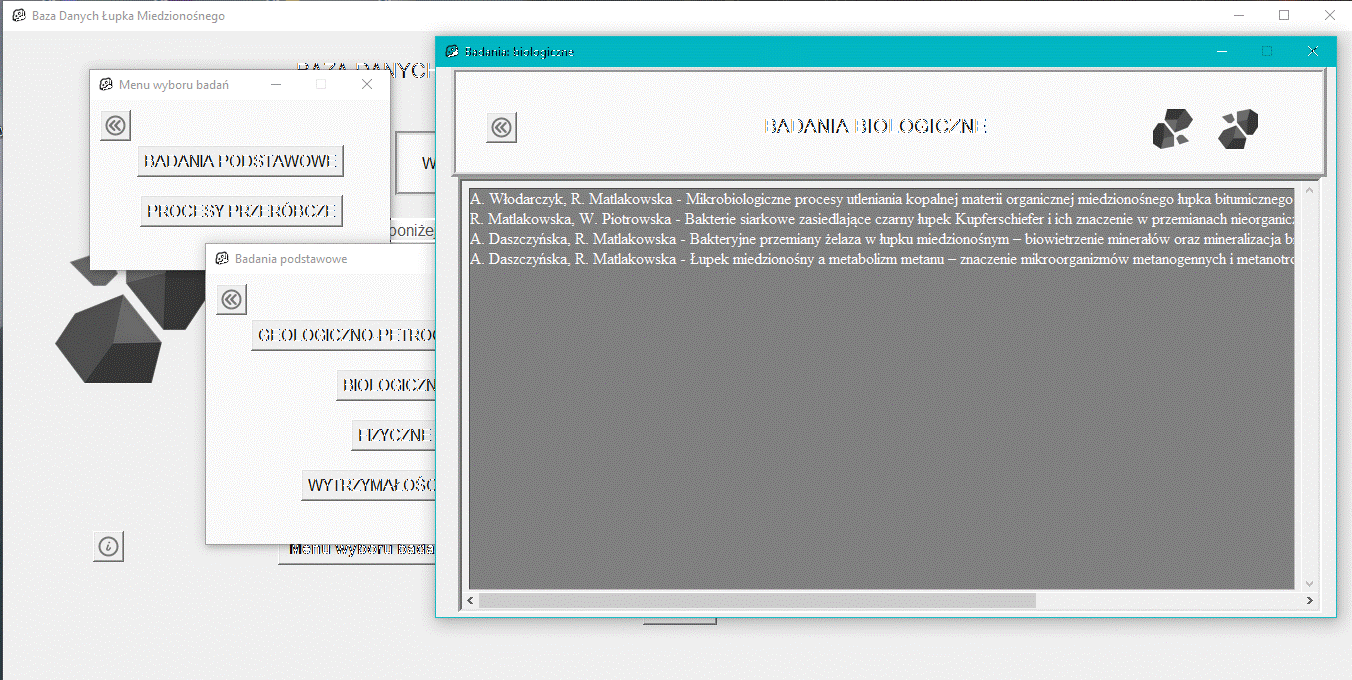 Baza Danych Łupka Miedzionośnego
BAZA DANYCH
Menu wyboru badań
BADANIA PODSTAWOWE
PROCESY PRZERÓBCZE
W
poniże
Badania podstawowe
GEOLOGICZNO-PETROG
BIOLOGICZN
FIZYCZNE
WYTRZYMAŁOŚC
Menu wyboru bada
Badania: biologiczne
BADANIA BIOLOGICZNE
A. Włodarczyk, R. Matlakowska - Mikrobiologiczne procesy utleniania kopalnej materii organicznej miedzionośnego łupka bitumicznego
R. Matlakowska, W. Piotrowska - Bakterie siarkowe zasiedlające czarny łupek Kupferschiefer i ich znaczenie w przemianach nieorganicz
A. Daszczyńska, R. Matlakowska - Bakteryjne przemiany żelaza w łupku miedzionośnym – biowietrzenie minerałów oraz mineralizacja bi
A. Daszczyńska, R. Matlakowska - Łupek miedzionośny a metabolizm metanu – znaczenie mikroorganizmów metanogennych i metanotro